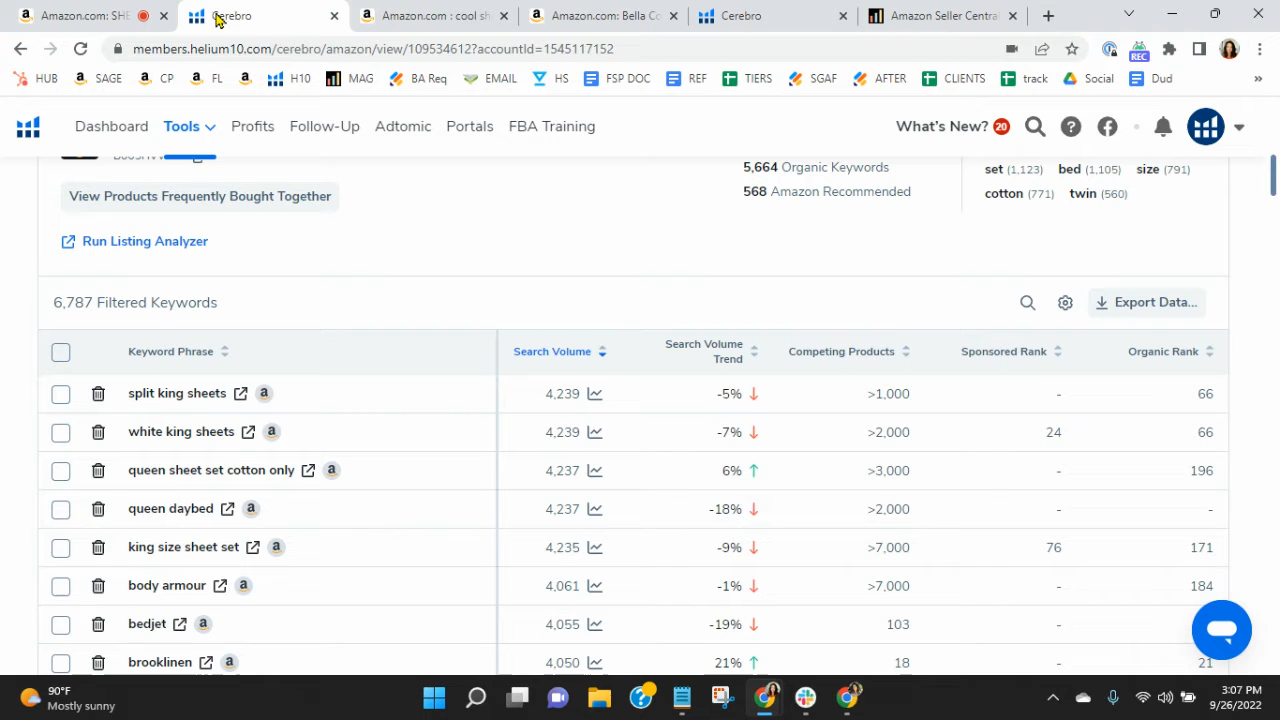 Amazon.com: SHE
Cerebro
Amazon.com : cool sh
Amazon.com: Bella Co
Cerebro
Amazon Seller Centra
members.helium10.com/cerebro/amazon/view/109534612?accountId=1545117152
REC
HUB SAGE CP FL H10 MAG BA Req EMAIL HS FSP DOC REF TIERS SGAF AFTER CLIENTS track Social Dud »
Dashboard Tools Profits Follow-Up Adtomic Portals FBA Training What's New? 20
5,664 Organic Keywords
568 Amazon Recommended
set (1,123) bed (1,105) size (791)
cotton (771) twin (560)
View Products Frequently Bought Together
Run Listing Analyzer
6,787 Filtered Keywords Export Data...
Keyword Phrase Search Volume Search Volume Trend Competing Products Sponsored Rank Organic Rank
split king sheets 4,239 -5% >1,000 - 66
white king sheets 4,239 -7% >2,000 24 66
queen sheet set cotton only 4,237 6% >3,000 - 196
queen daybed 4,237 -18% >2,000 - -
king size sheet set 4,235 -9% >7,000 76 171
body armour 4,061 -1% >7,000 - 184
bedjet 4,055 -19% 103 -
brooklinen 4,050 21% 18 - 21
90°F
Mostly sunny
3:07 PM
9/26/2022